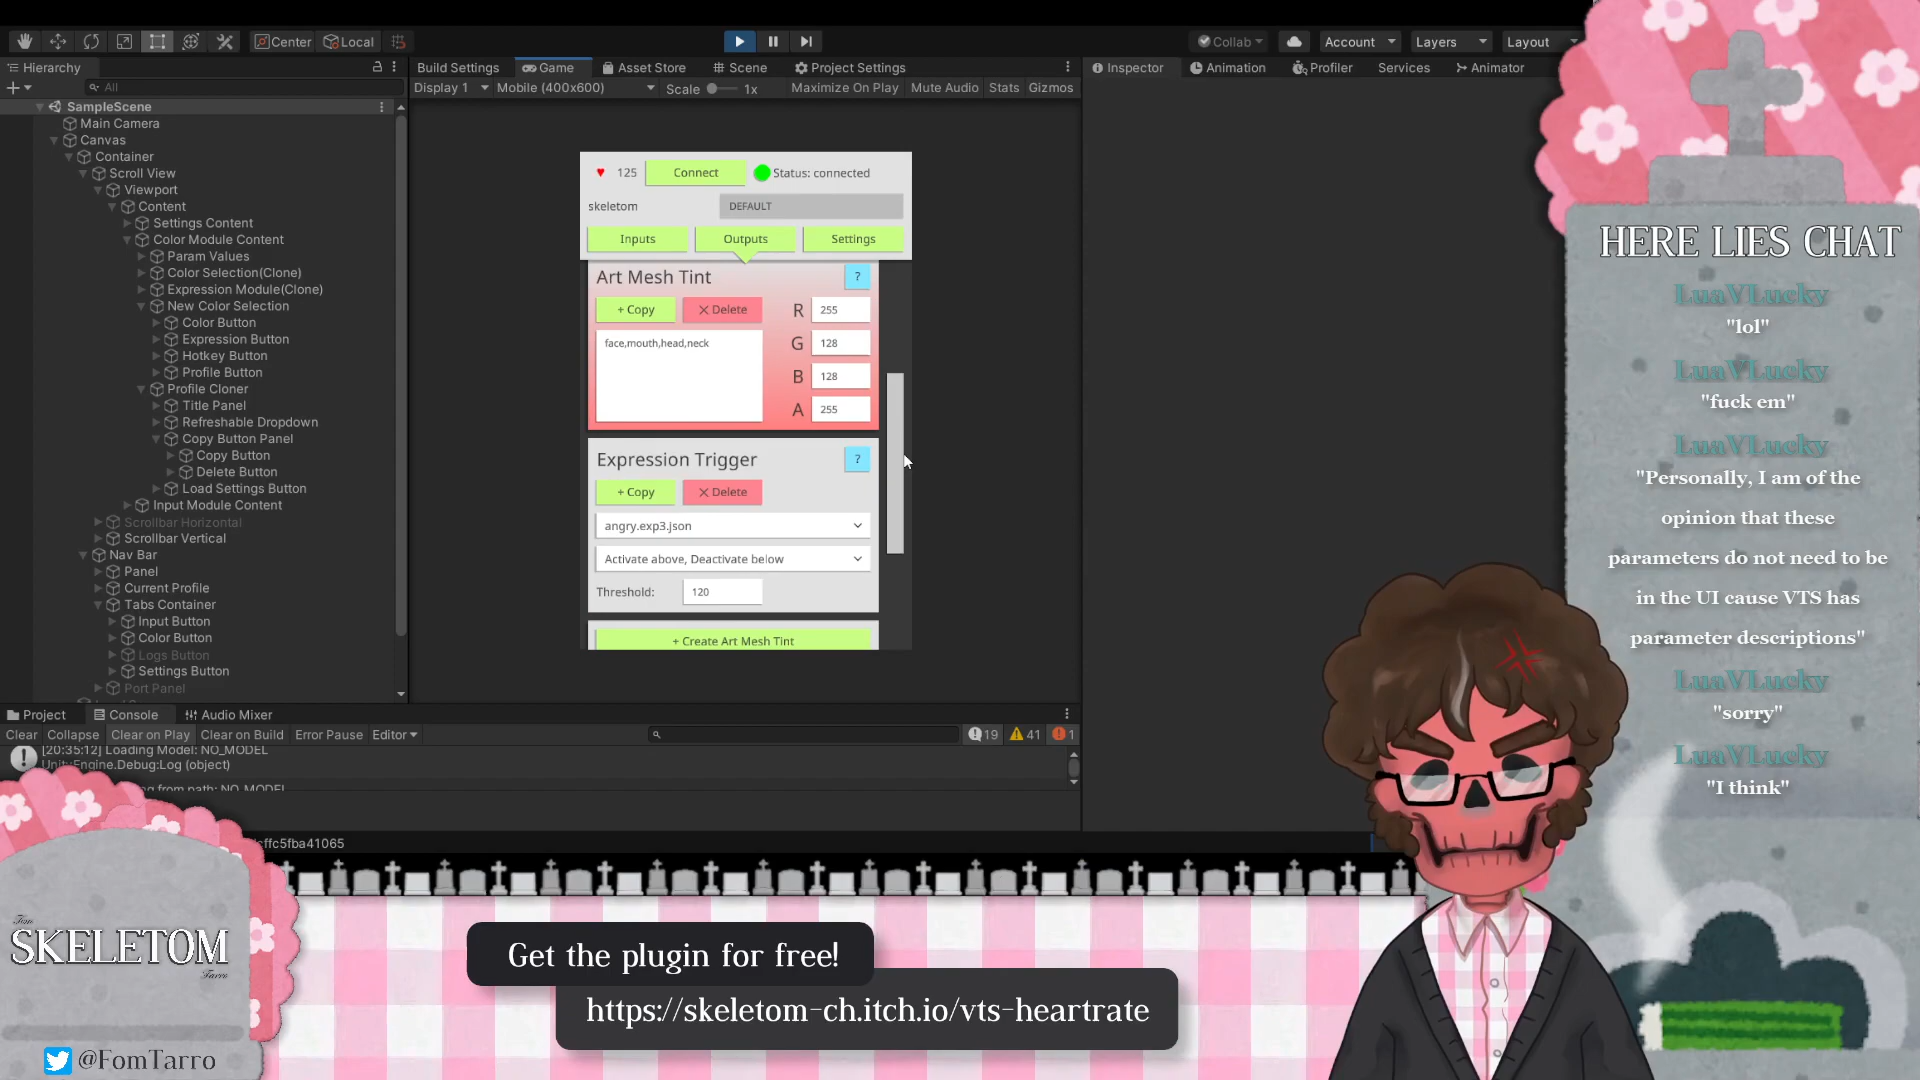 Center
Local
Collab
Account
Layers
Layout
Hierarchy
Build Settings
Game
Asset Store
Scene
Project Settings
Inspector
Animation
Profiler
Services
Animator
All
Display 1
Mobile (400x600)
Scale
1x
Maximize On Play
Mute Audio
Stats
Gizmos
SampleScene
Main Camera
Canvas
Container
Scroll View
Viewport
Content
Settings Content
Color Module Content
Param Values
Color Selection(Clone)
Expression Module(Clone)
New Color Selection
Color Button
Expression Button
Hotkey Button
Profile Button
Profile Cloner
Title Panel
Refreshable Dropdown
Copy Button Panel
Copy Button
Delete Button
Load Settings Button
Input Module Content
Scrollbar Horizontal
Scrollbar Vertical
Nav Bar
Panel
Current Profile
Tabs Container
Input Button
Color Button
Logs Button
Settings Button
Port Panel
125
Connect
Status: connected
skeletom
DEFAULT
Inputs
Outputs
Settings
Art Mesh Tint
?
+ Copy
X Delete
R 255
face,mouth,head,neck
G 128
B 128
A 255
Expression Trigger
?
+ Copy
X Delete
angry.exp3.json
Activate above, Deactivate below
Threshold: 120
+ Create Art Mesh Tint
Project
Console
Audio Mixer
Clear
Collapse
Clear on Play
Clear on Build
Error Pause
Editor
19
41
1
[20:35:12] Loading Model: NO_MODEL
UnityEngine.Debug:Log (object)
from path: NO_MODEL
cffc5fba41065
HERE LIES CHAT
LuaVLucky
"lol"
LuaVLucky
"fuck em"
LuaVLucky
"Personally, I am of the
opinion that these
parameters do not need to be
in the UI cause VTS has
parameter descriptions"
LuaVLucky
"sorry"
LuaVLucky
"I think"
SKELETOM
Tarro
@FomTarro
Get the plugin for free!
https://skeletom-ch.itch.io/vts-heartrate